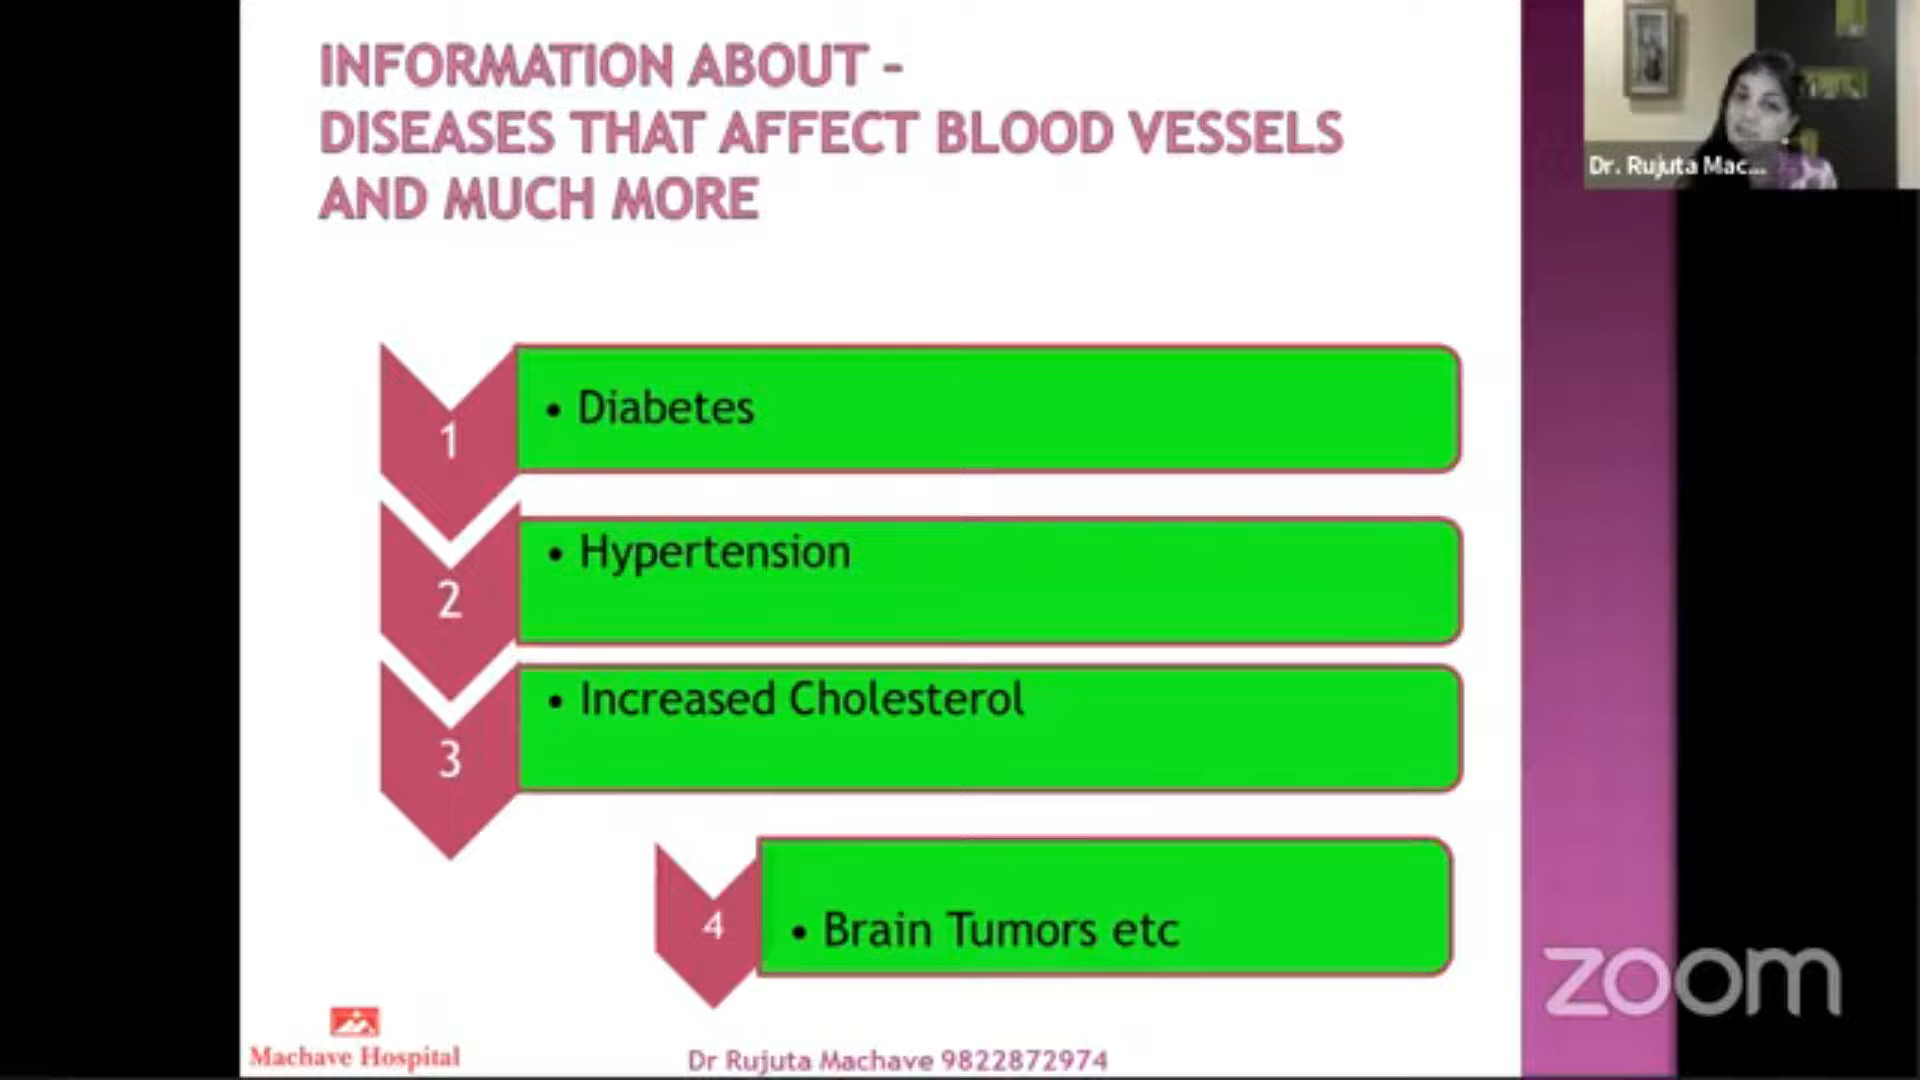 INFORMATION ABOUT –
DISEASES THAT AFFECT BLOOD VESSELS
AND MUCH MORE
Dr. Rujuta Mac...
1
• Diabetes
2
• Hypertension
3
• Increased Cholesterol
4
• Brain Tumors etc
zoom
Machave Hospital
Dr Rujuta Machave 9822872974